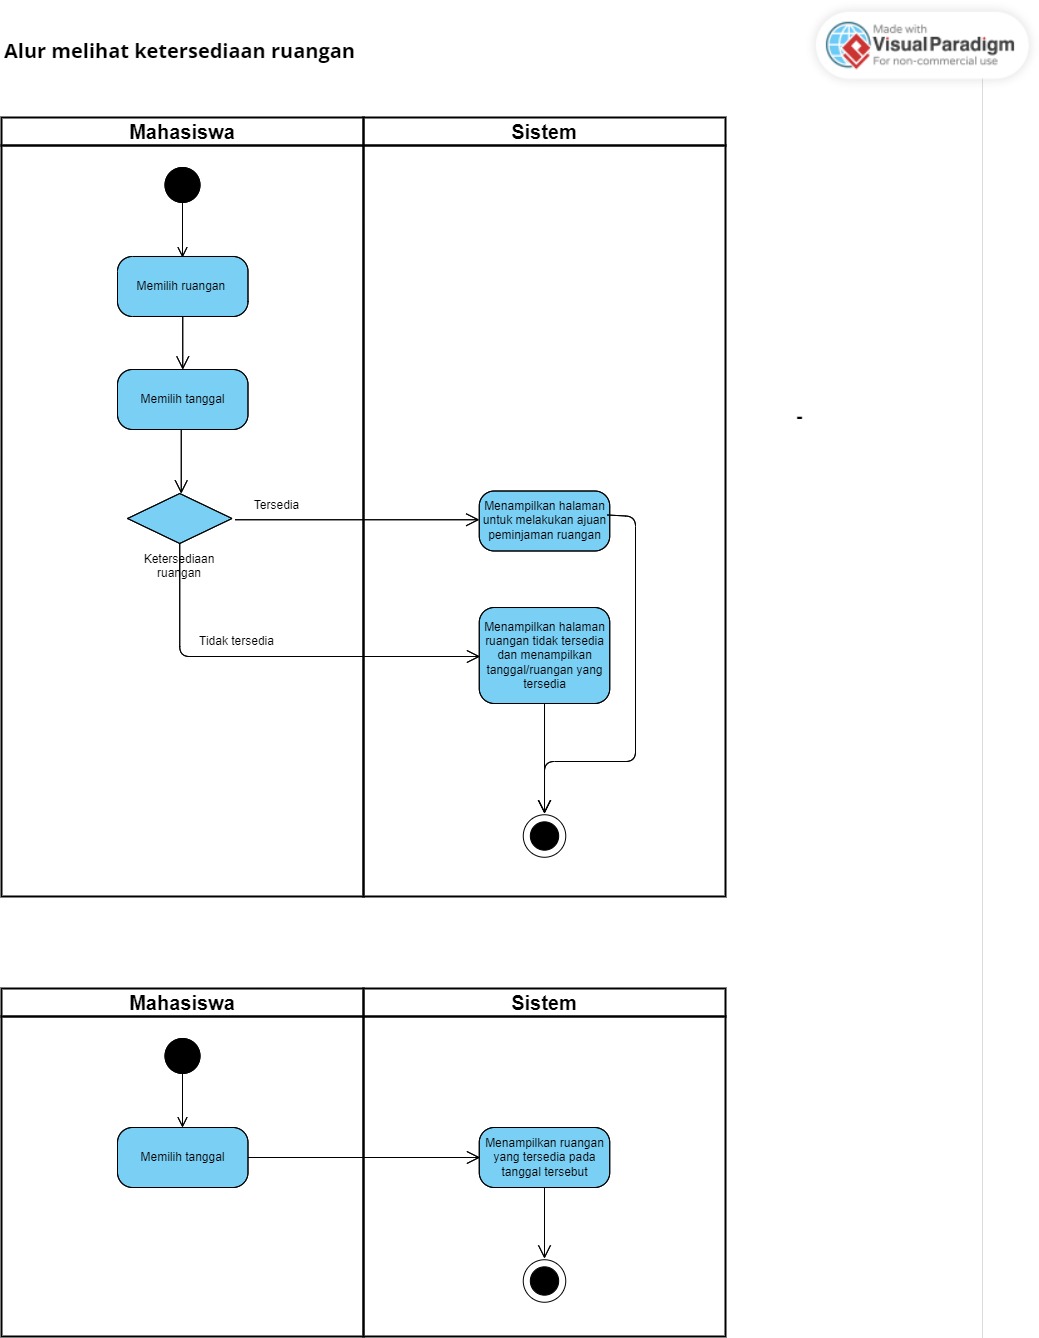 Made with
Visual Paradigm
For non-commercial use
Alur melihat ketersediaan ruangan
Mahasiswa
Sistem
Memilih ruangan
Memilih tanggal
-
Tersedia
Menampilkan halaman
untuk melakukan ajuan
peminjaman ruangan
Ketersediaan
ruangan
Tidak tersedia
Menampilkan halaman
ruangan tidak tersedia
dan menampilkan
tanggal/ruangan yang
tersedia
Mahasiswa
Sistem
Memilih tanggal
Menampilkan ruangan
yang tersedia pada
tanggal tersebut